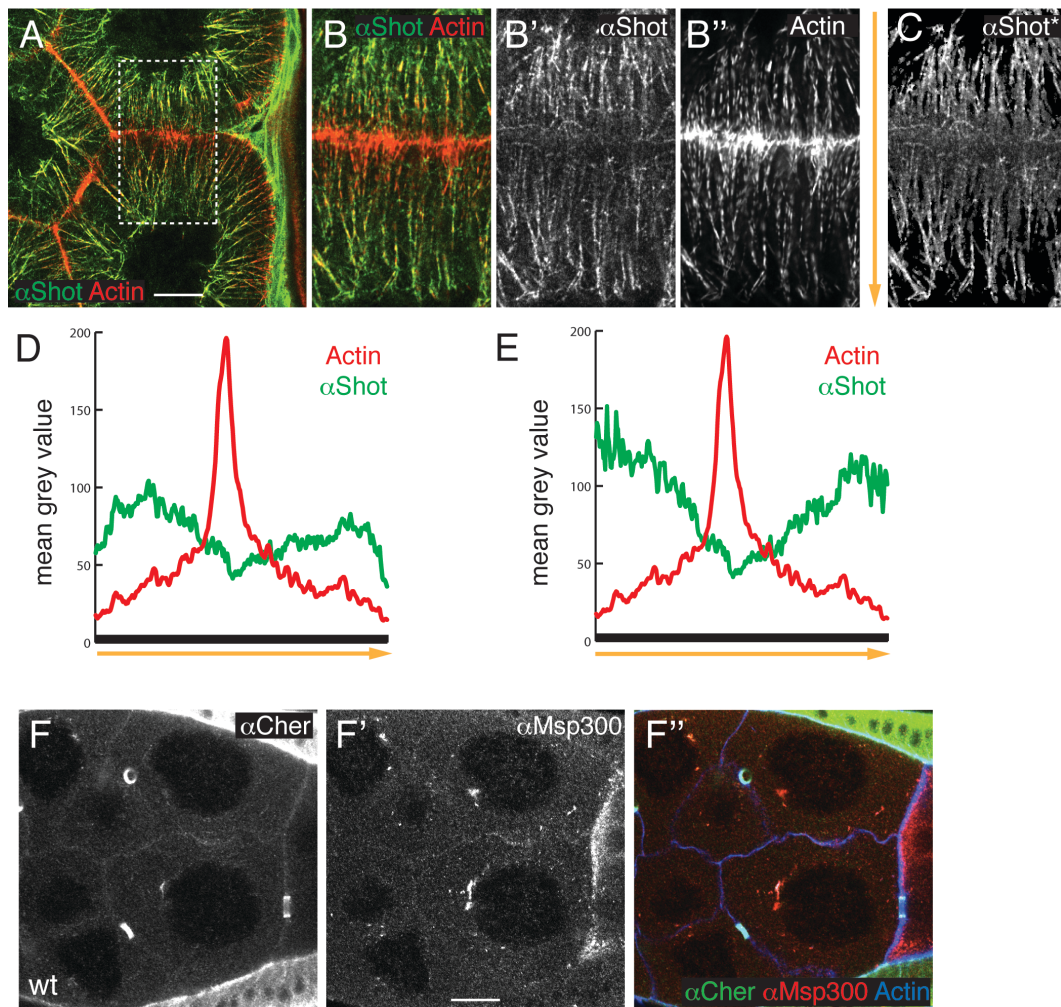 A
αShot Actin
B
αShot Actin
B'
αShot
B''
Actin
C
αShot*
D
mean grey value
200
150
100
50
0
Actin
αShot
E
mean grey value
200
150
100
50
0
Actin
αShot
F
αCher
wt
F'
αMsp300
F''
αCher αMsp300 Actin